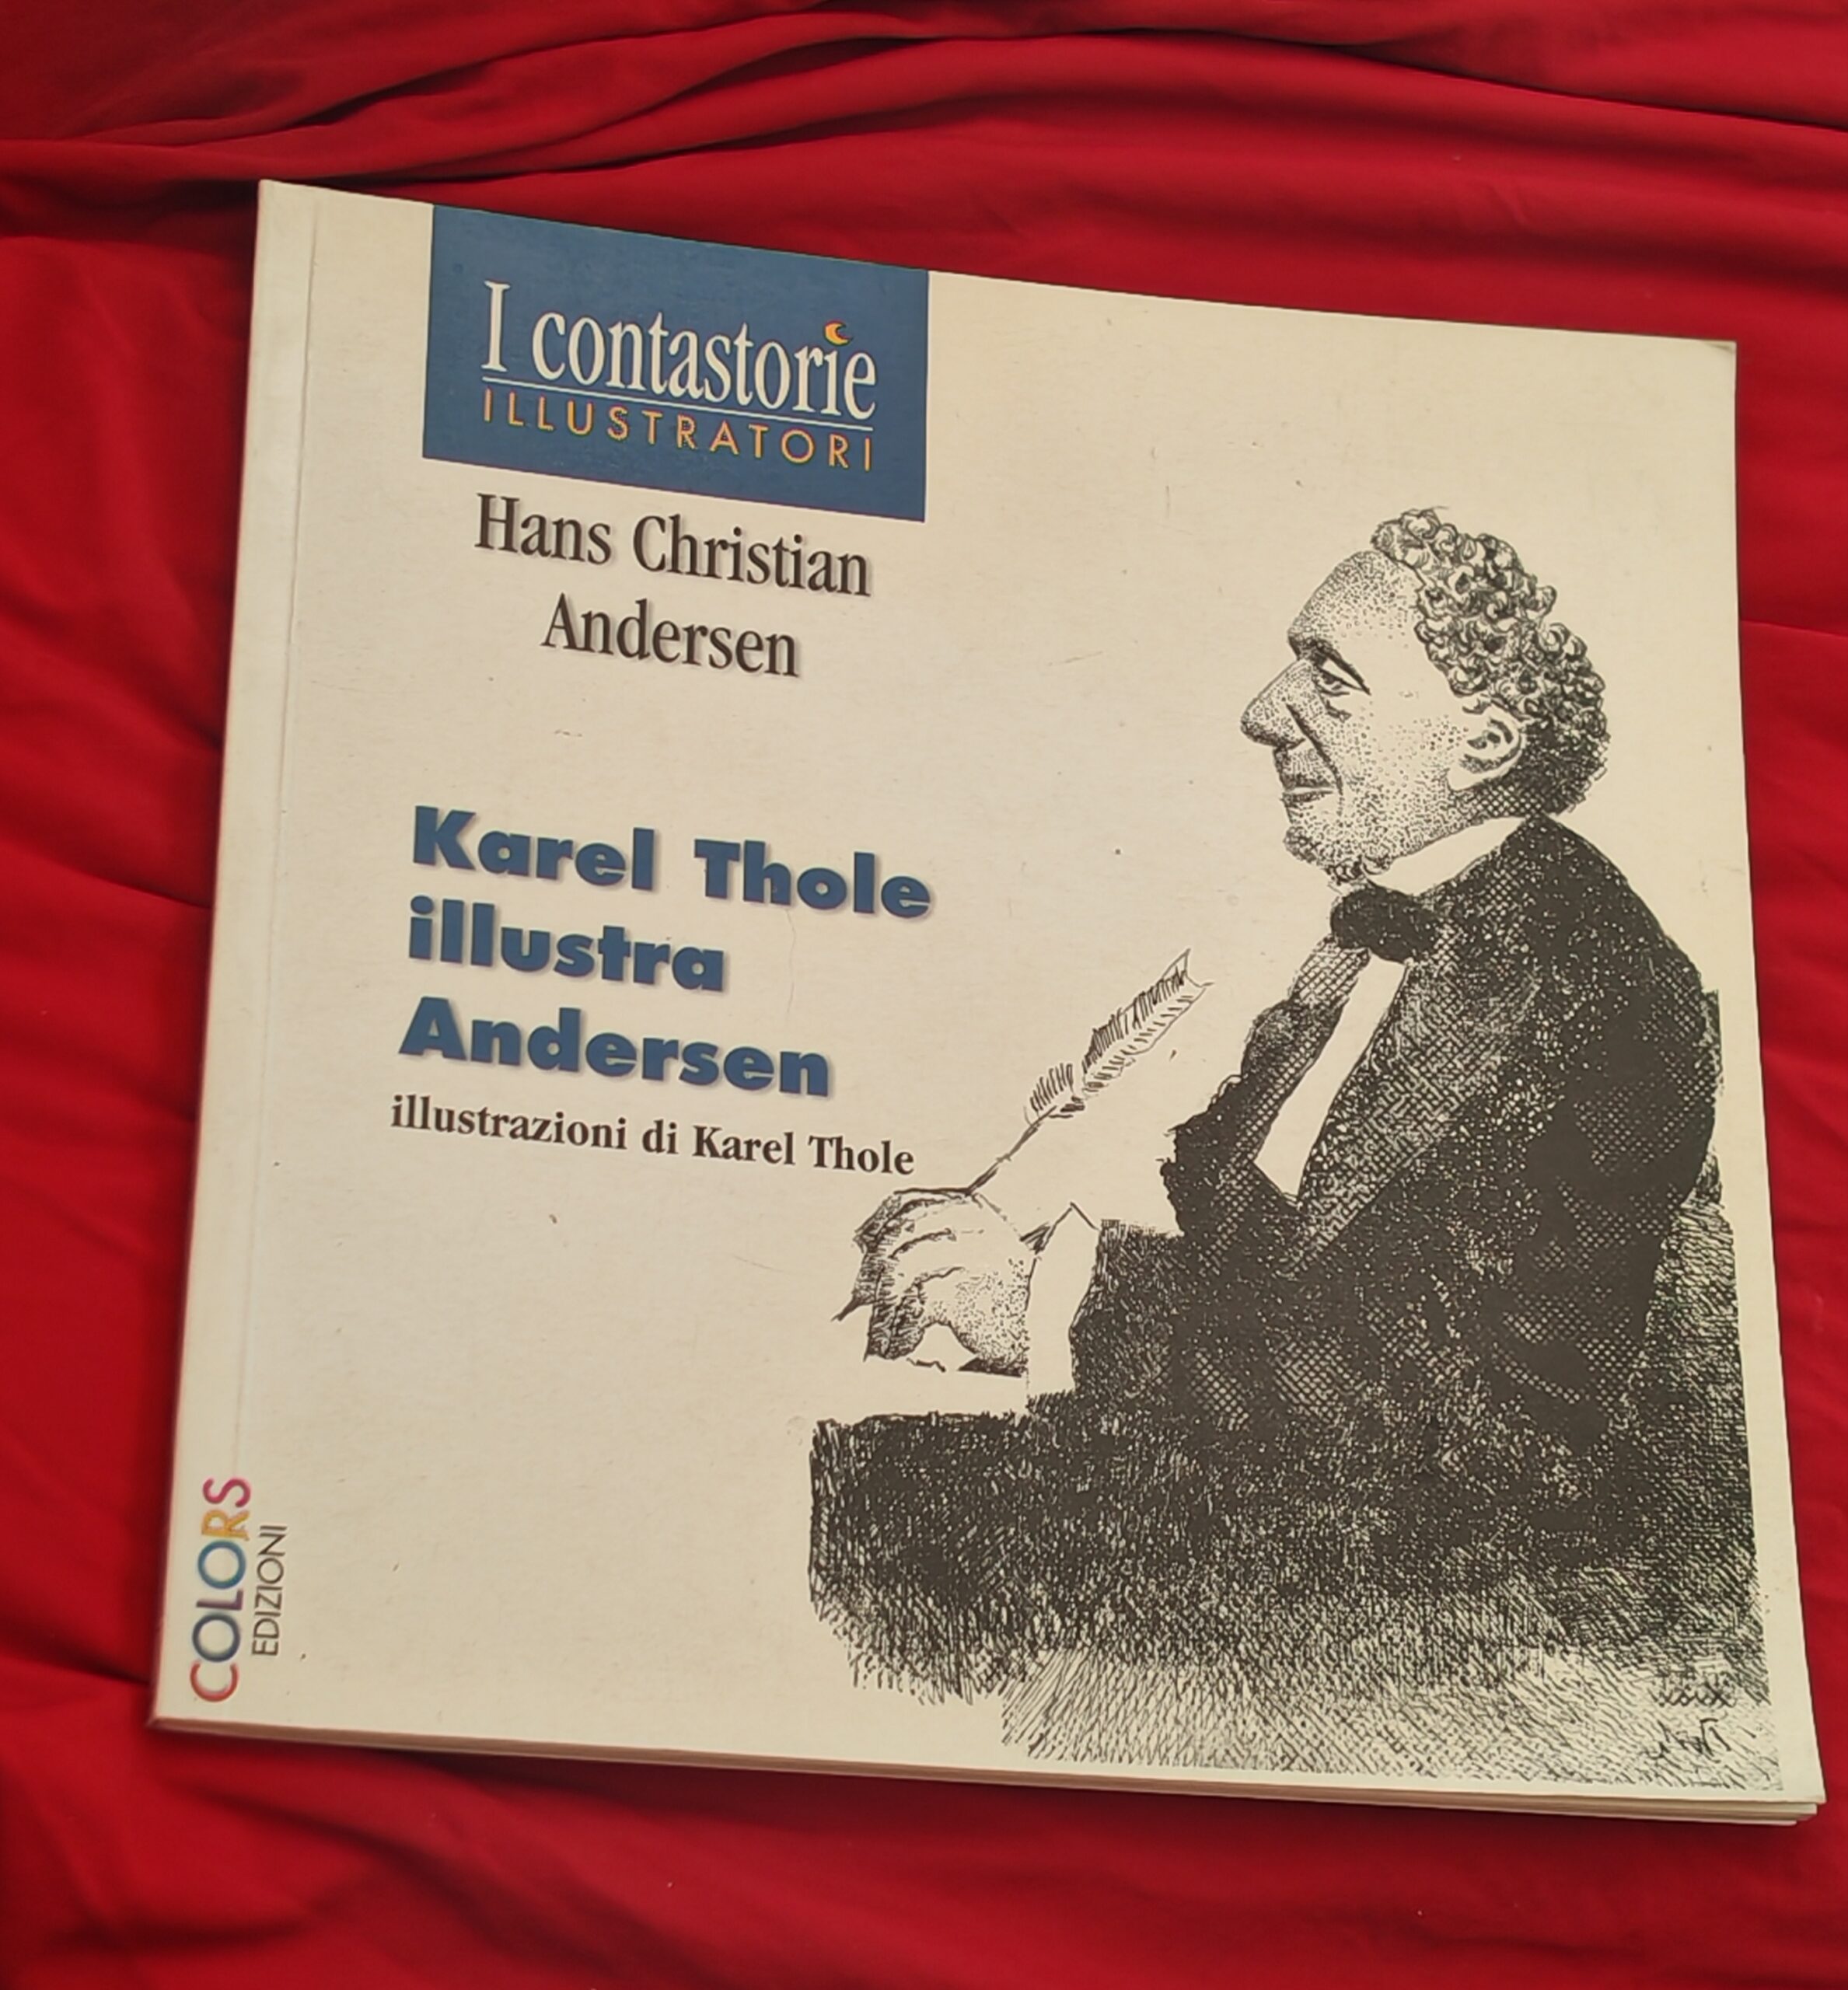 I contastorie
ILLUSTRATORI
Hans Christian
Andersen
Karel Thole
illustra
Andersen
illustrazioni di Karel Thole
COLORS
EDIZIONI